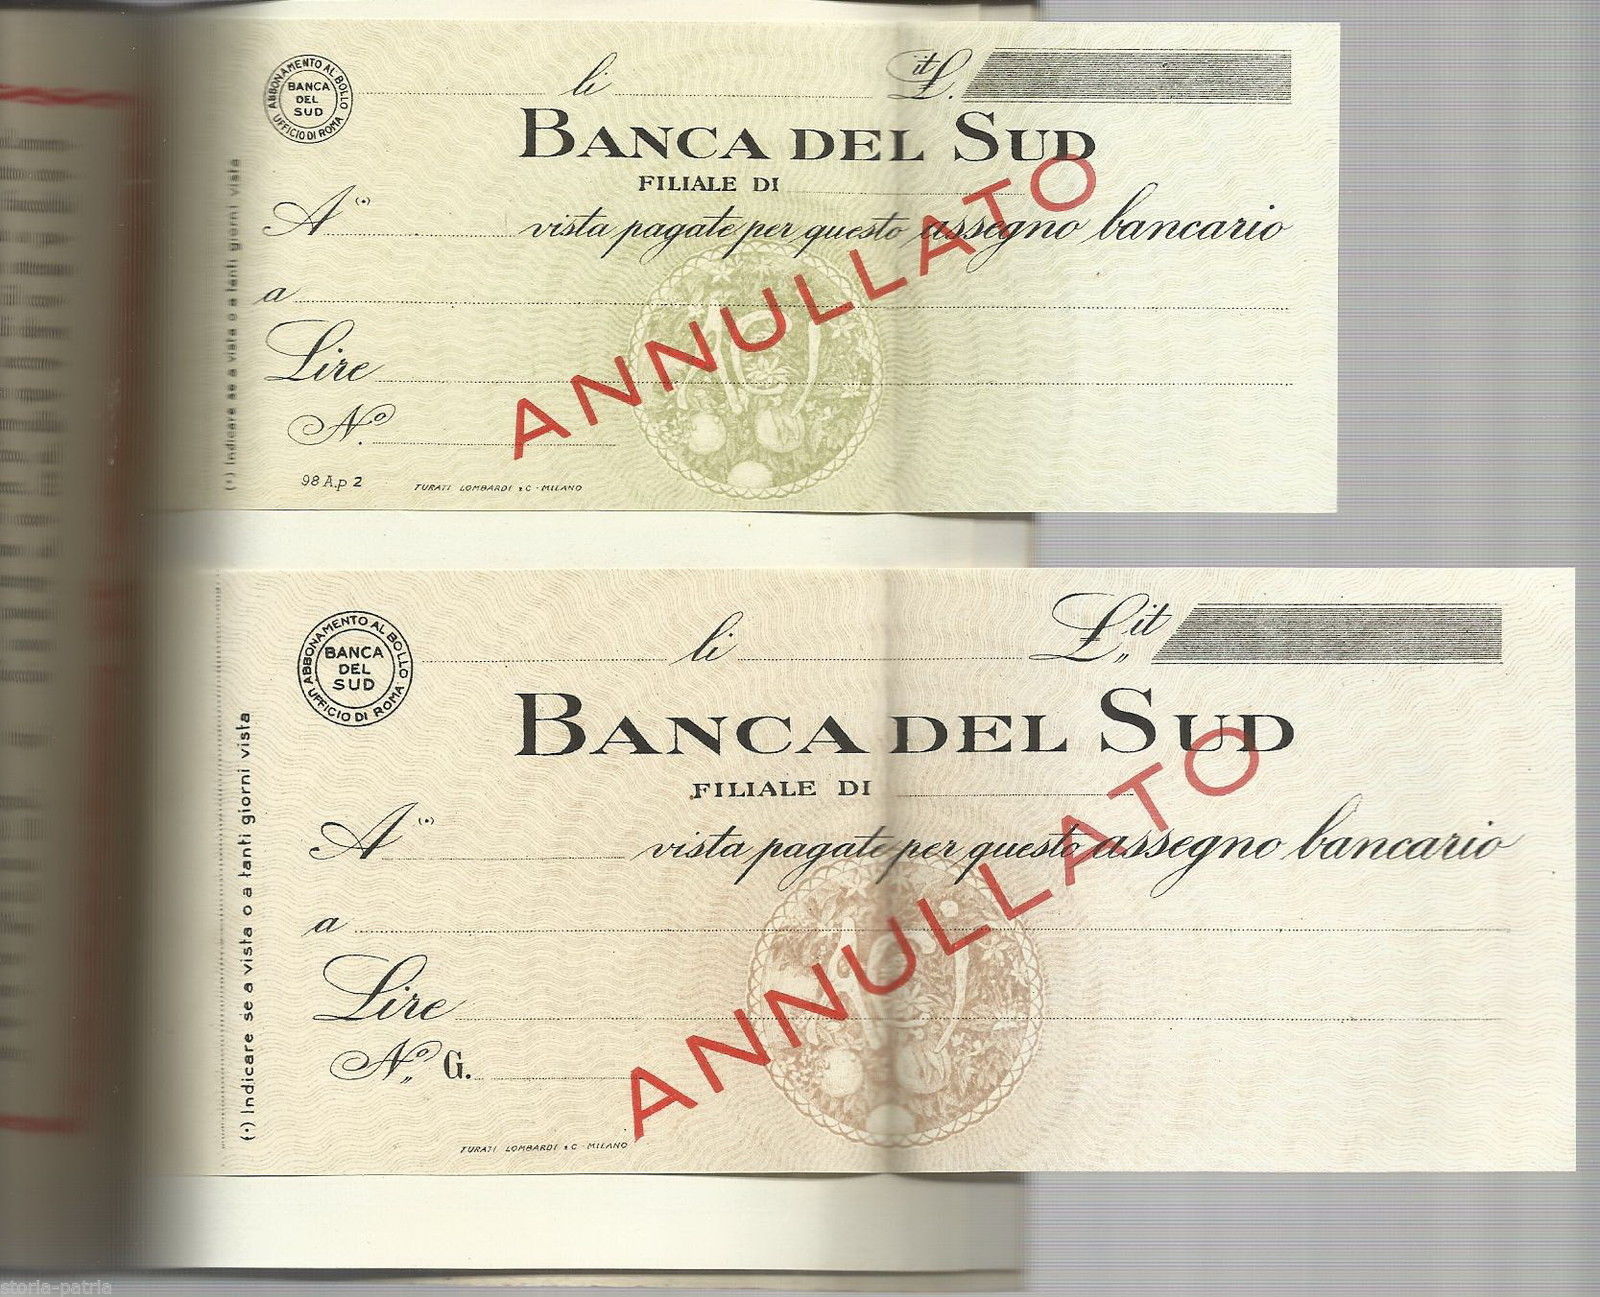 ABBONAMENTO AL BOLLO
UFFICIO DI ROMA
BANCA
DEL
SUD
li
it £.
BANCA DEL SUD
FILIALE DI
A (·) vista pagate per questo assegno bancario
a
Lire
N.o
98 A.p 2
TURATI LOMBARDI & C - MILANO
(·) Indicare se a vista o a tanti giorni vista
ANNULLATO
ABBONAMENTO AL BOLLO
UFFICIO DI ROMA
BANCA
DEL
SUD
li
£it
BANCA DEL SUD
FILIALE DI
A (·) vista pagate per questo assegno bancario
a
Lire
N.o G.
TURATI LOMBARDI & C - MILANO
(·) Indicare se a vista o a tanti giorni vista
ANNULLATO
storia-patria